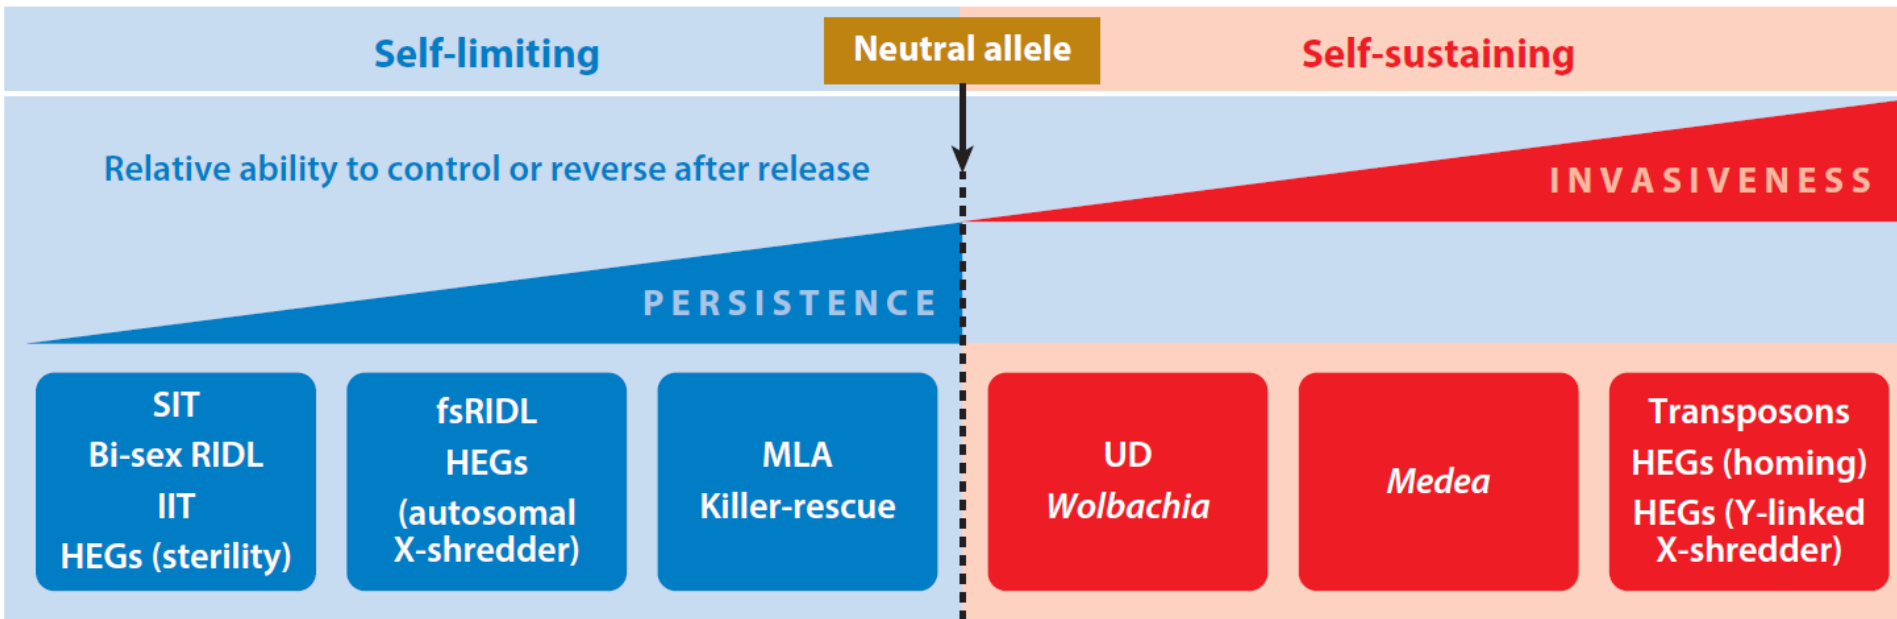 Self-limiting
Neutral allele
Self-sustaining
Relative ability to control or reverse after release
INVASIVENESS
PERSISTENCE
SIT
Bi-sex RIDL
IIT
HEGs (sterility)
fsRIDL
HEGs
(autosomal
X-shredder)
MLA
Killer-rescue
UD
Wolbachia
Medea
Transposons
HEGs (homing)
HEGs (Y-linked
X-shredder)